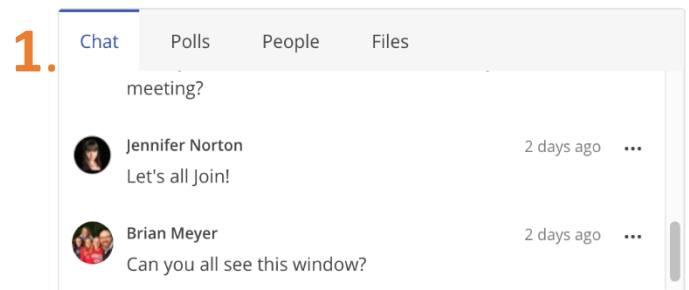 1.
Chat Polls People Files
meeting?
Jennifer Norton 2 days ago
Let's all Join!
Brian Meyer 2 days ago
Can you all see this window?